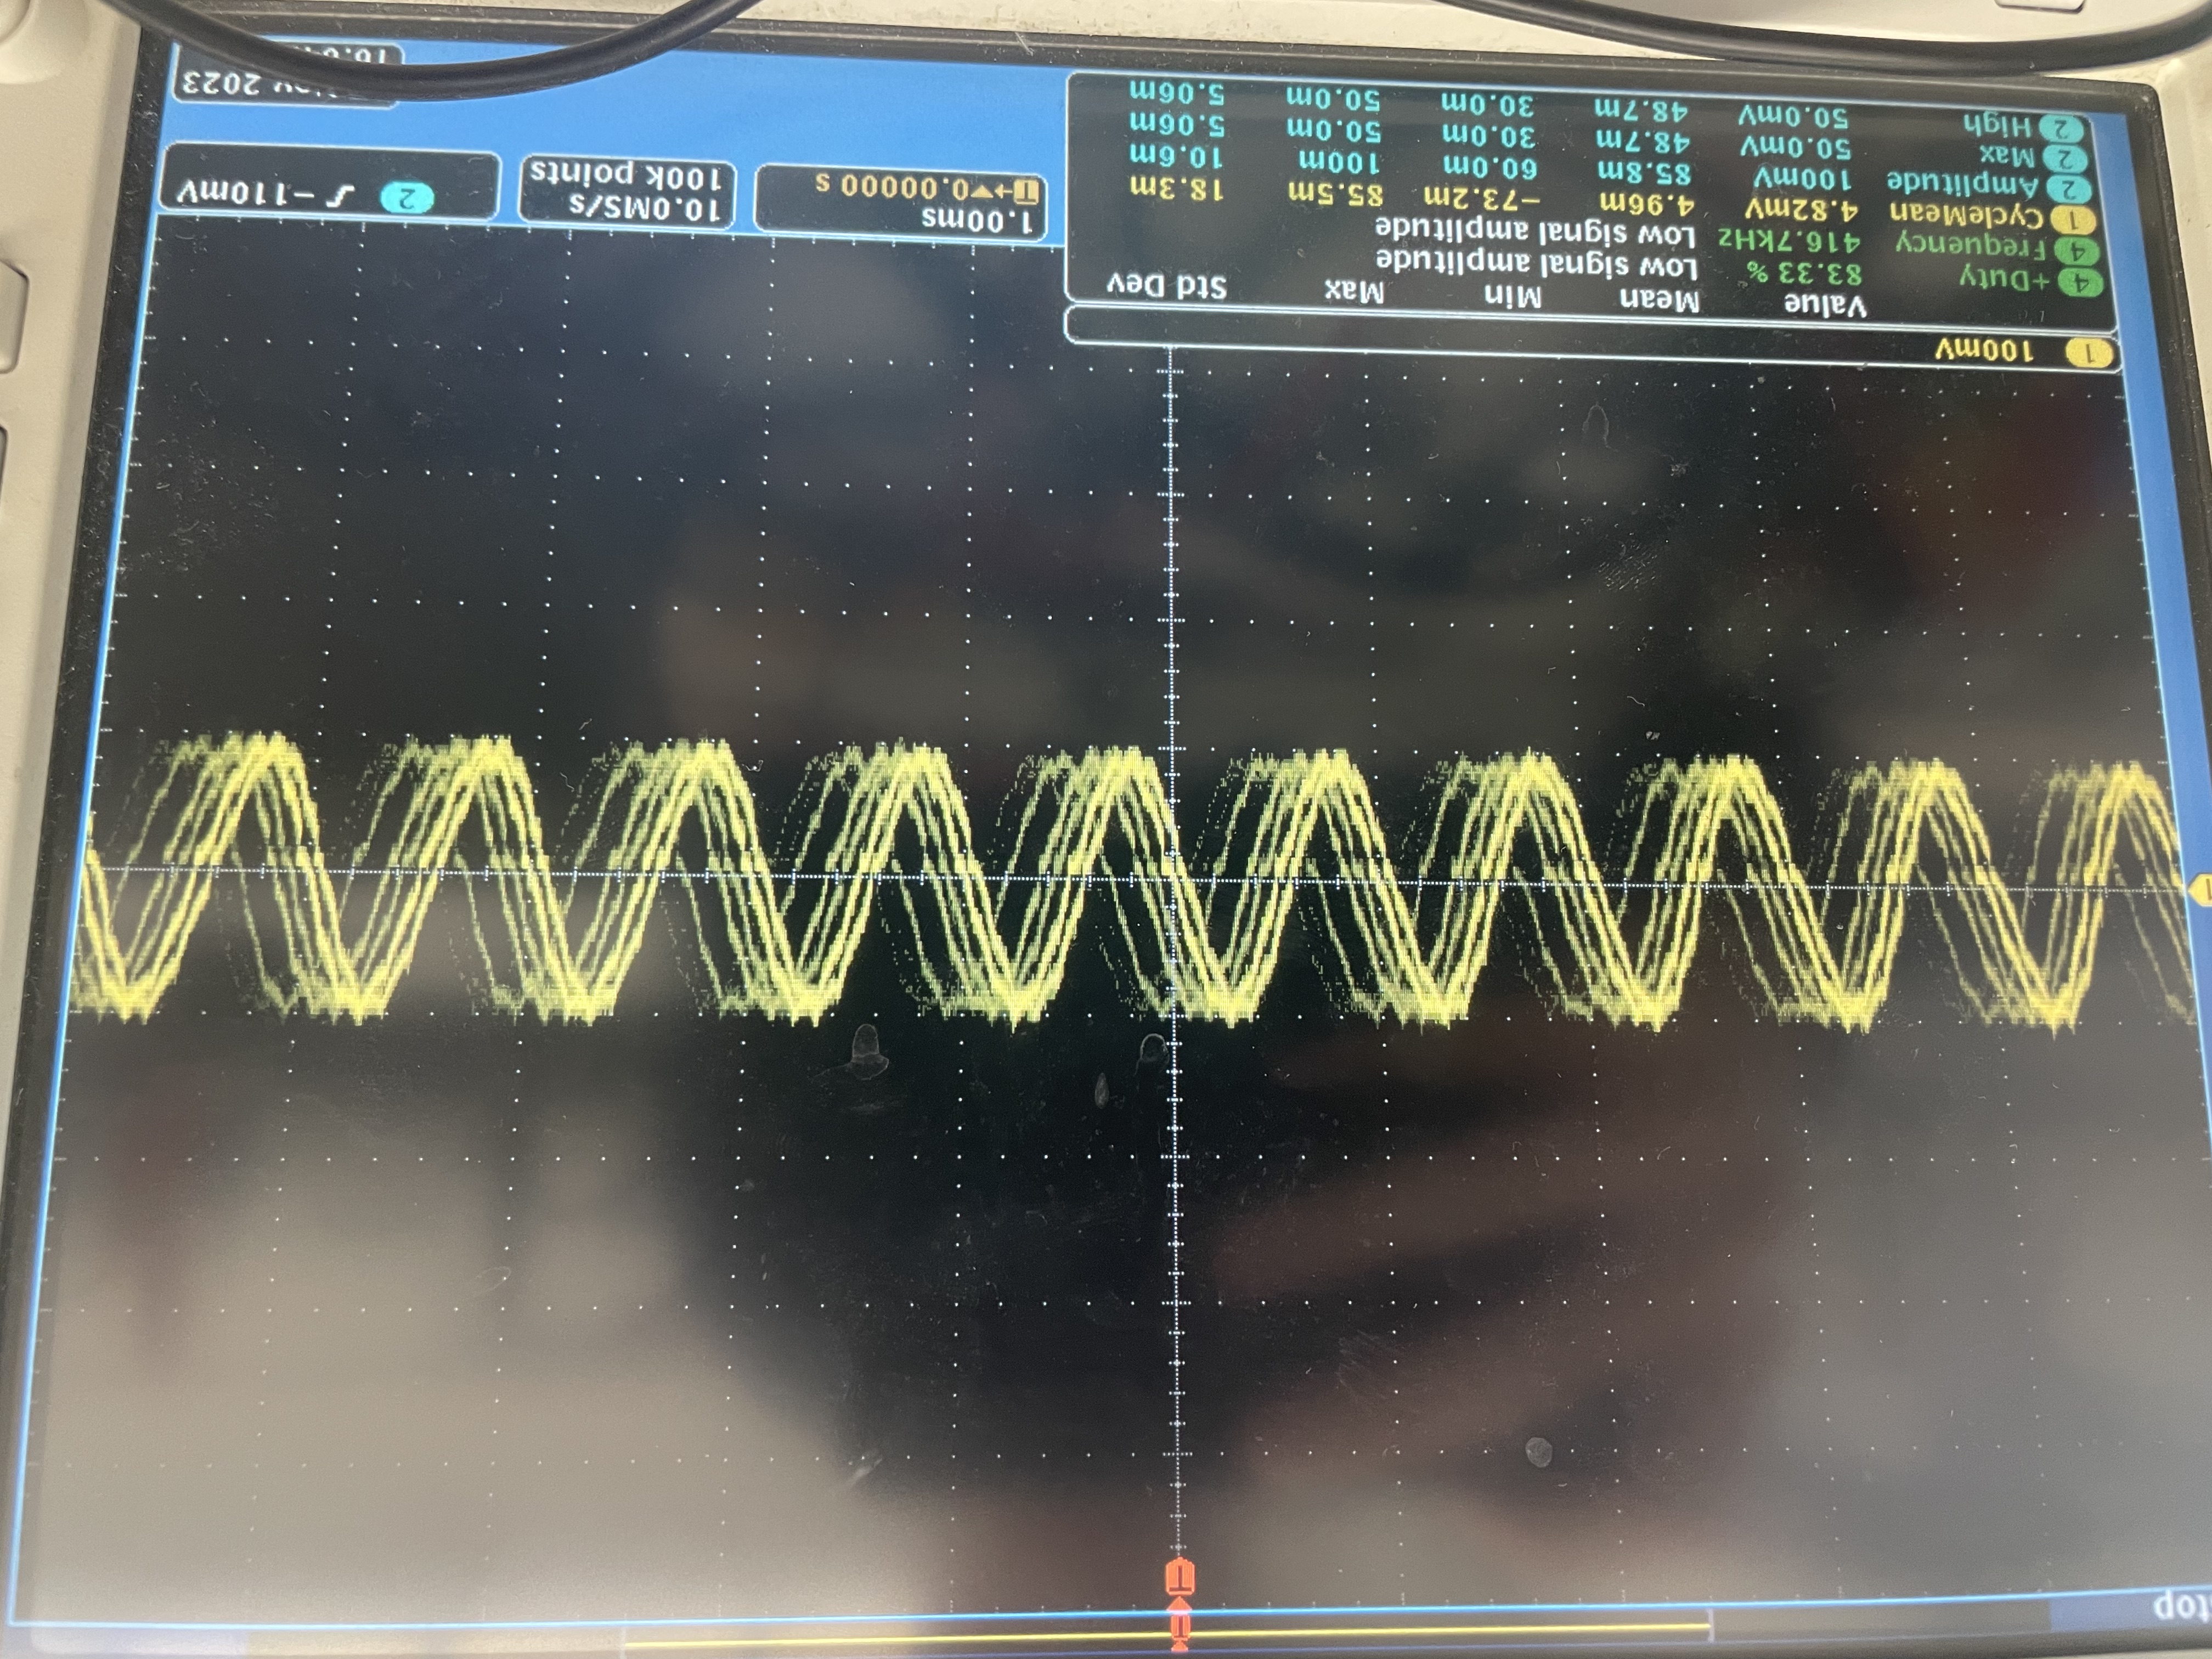 stop
T
T
1
1 100mV
Value Mean Min Max Std Dev
4 +Duty 83.33 % Low signal amplitude
4 Frequency 416.7kHz Low signal amplitude
1 CycleMean 4.82mV 4.96m −73.2m 85.5m 18.3m
2 Amplitude 100mV 85.8m 60.0m 100m 10.6m
2 Max 50.0mV 48.7m 30.0m 50.0m 5.06m
2 High 50.0mV 48.7m 30.0m 50.0m 5.06m
1.00ms
T→▼0.00000 s
10.0MS/s
100k points
2 −110mV
2023